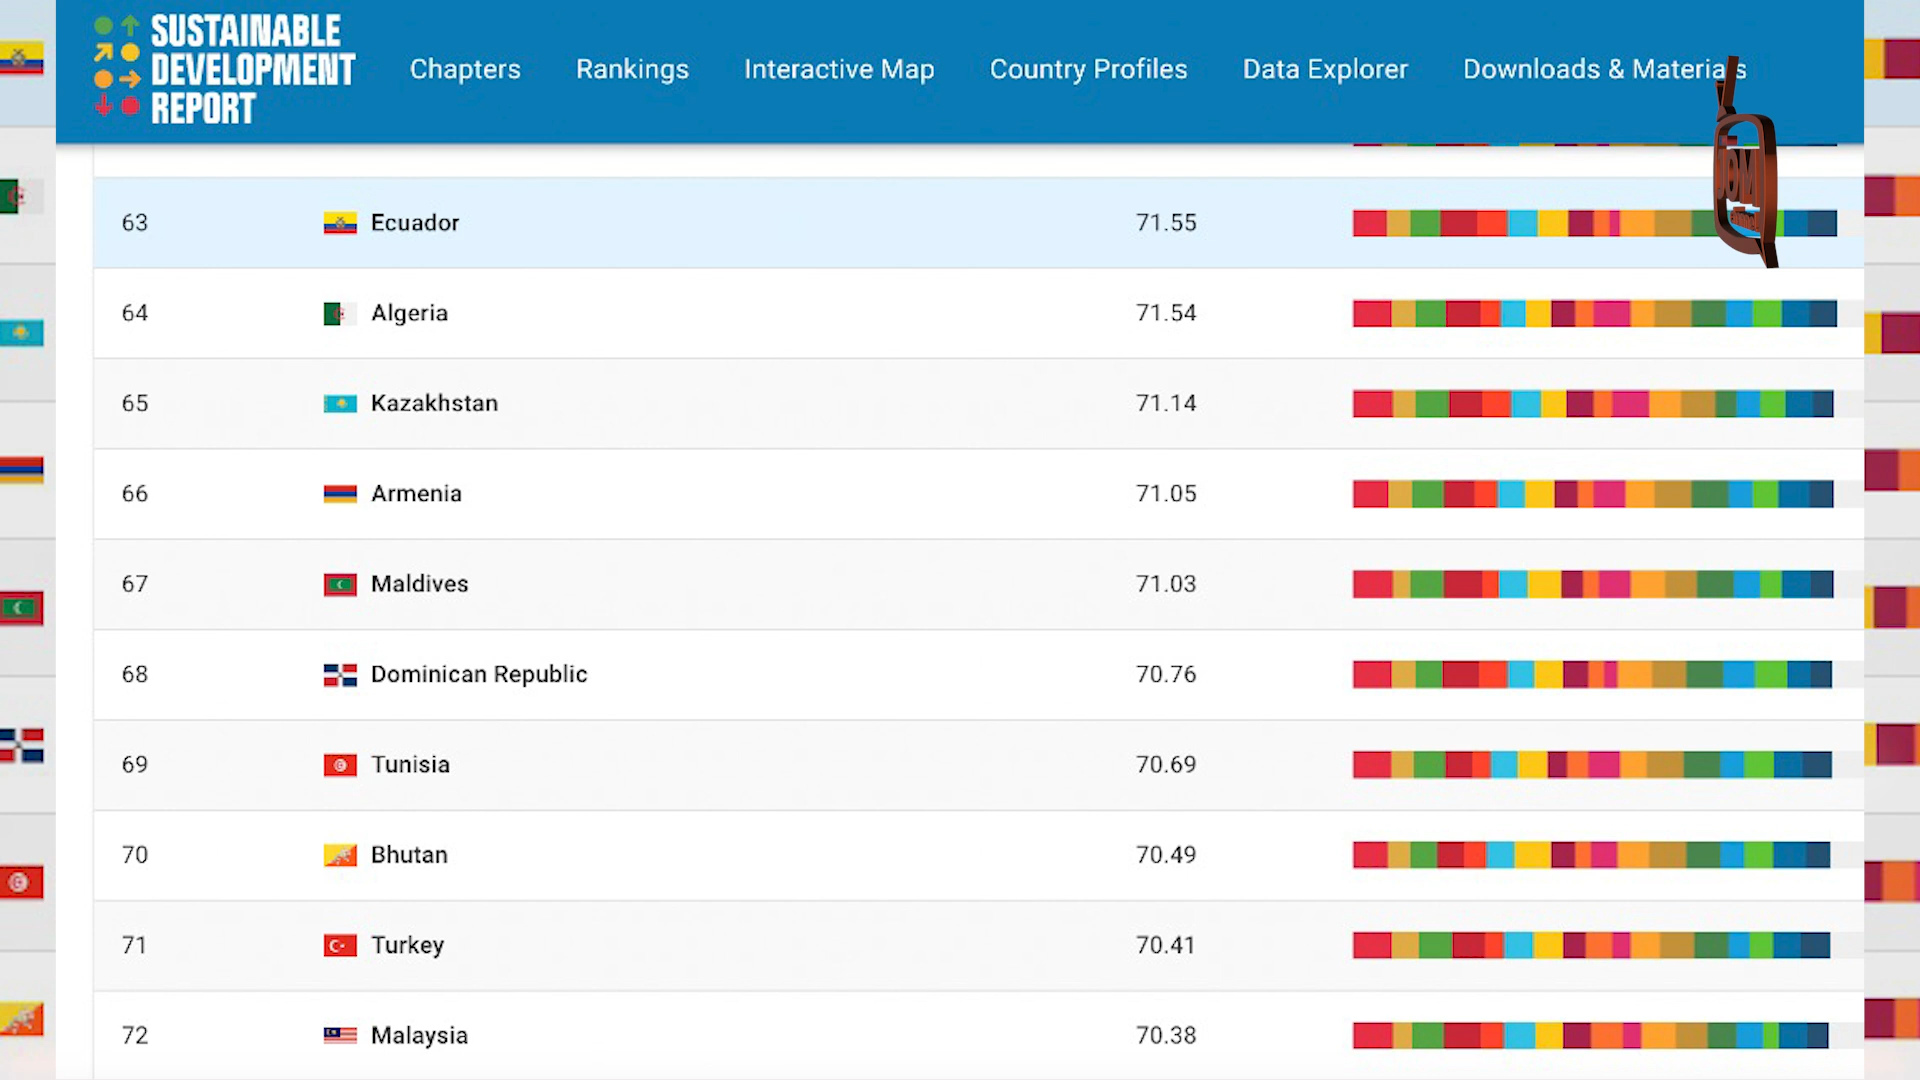 SUSTAINABLE
DEVELOPMENT
REPORT
Chapters Rankings Interactive Map Country Profiles Data Explorer Downloads & Materials
63 Ecuador 71.55
64 Algeria 71.54
65 Kazakhstan 71.14
66 Armenia 71.05
67 Maldives 71.03
68 Dominican Republic 70.76
69 Tunisia 70.69
70 Bhutan 70.49
71 Turkey 70.41
72 Malaysia 70.38